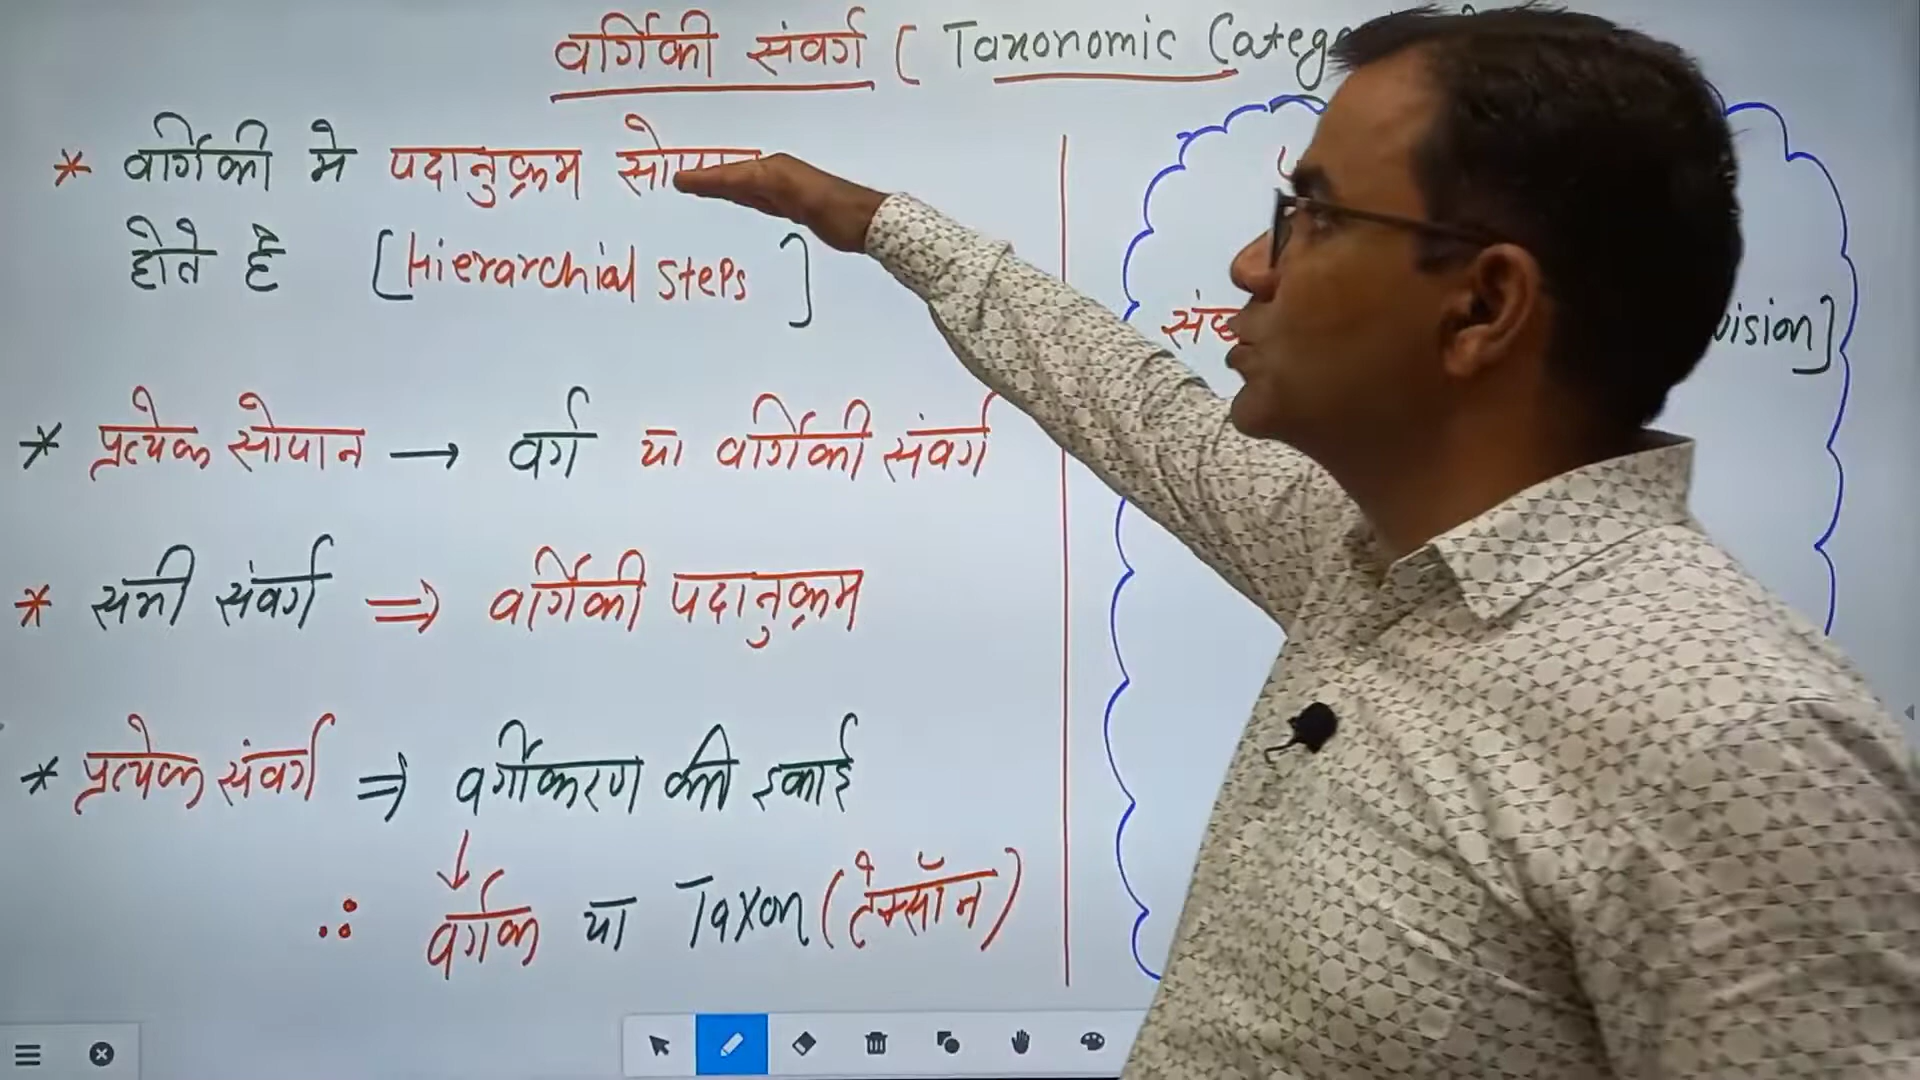 वर्गिकी संवर्ग ( Taxonomic Categ
* वर्गिकी मे पदानुक्रम सोपान
होते है [Hierarchial Steps]
* प्रत्येक सोपान → वर्ग या वर्गिकी संवर्ग
* सभी संवर्ग ⇒ वर्गिकी पदानुक्रम
* प्रत्येक संवर्ग ⇒ वर्गीकरण की इकाई
↓
∴ वर्गक या Taxon (टैक्सॉन)
vision]